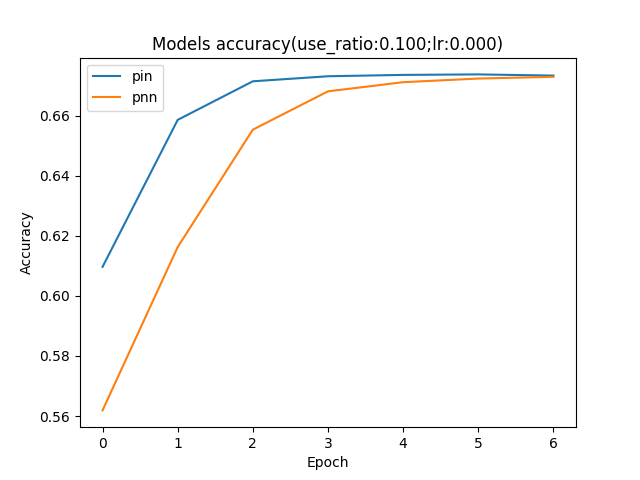 Models accuracy(use_ratio:0.100;lr:0.000)
pin
pnn
Accuracy
0.66
0.64
0.62
0.60
0.58
0.56
0 1 2 3 4 5 6
Epoch